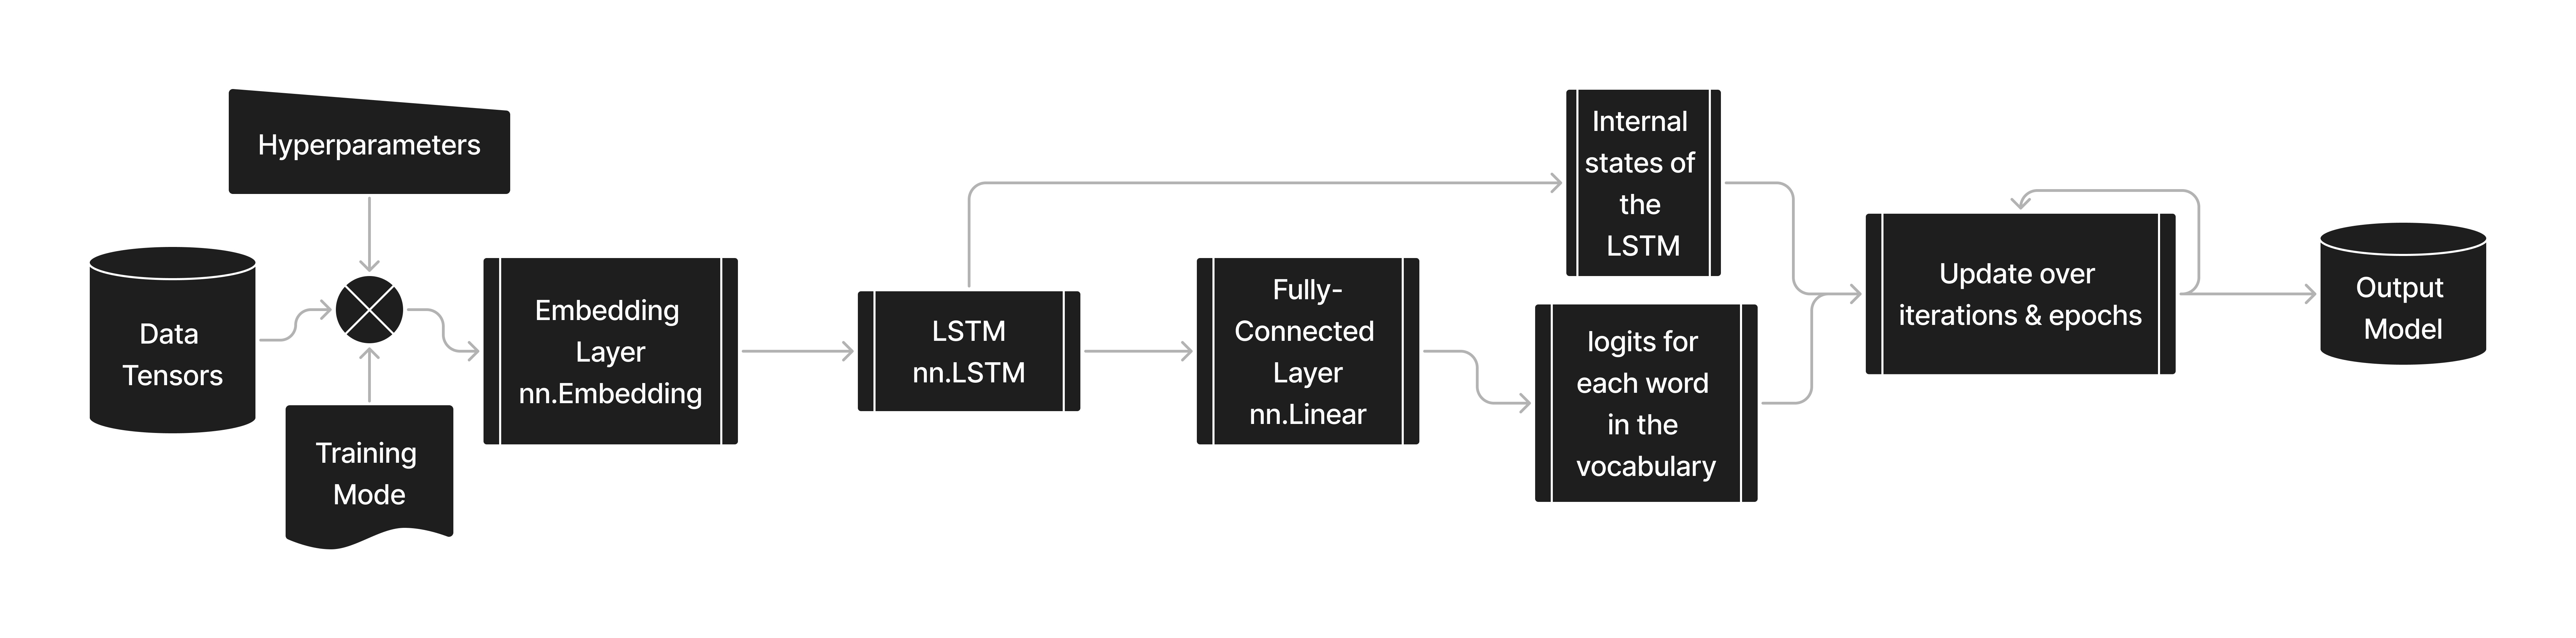 Hyperparameters
Data
Tensors
Training
Mode
Embedding
Layer
nn.Embedding
LSTM
nn.LSTM
Fully-
Connected
Layer
nn.Linear
Internal
states of
the
LSTM
logits for
each word
in the
vocabulary
Update over
iterations & epochs
Output
Model